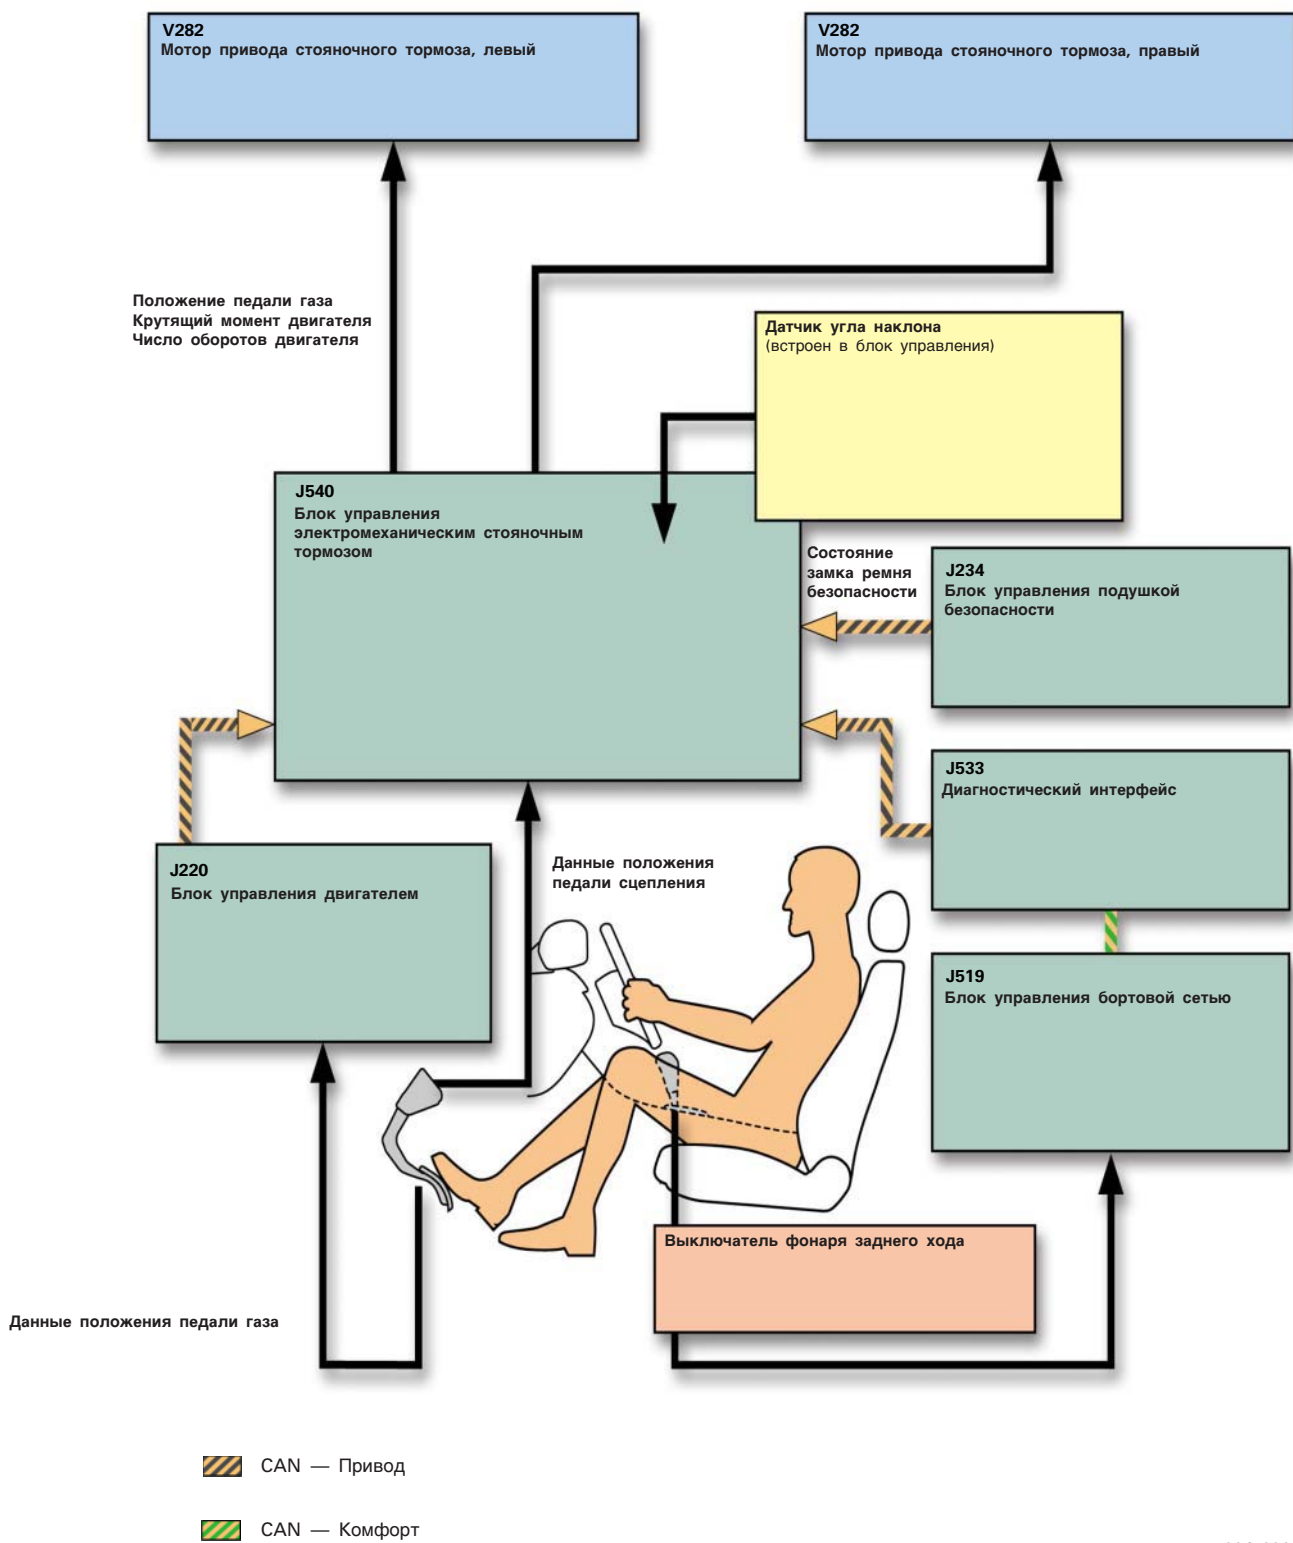 V282
Мотор привода стояночного тормоза, левый
V282
Мотор привода стояночного тормоза, правый
Положение педали газа
Крутящий момент двигателя
Число оборотов двигателя
Датчик угла наклона
(встроен в блок управления)
J540
Блок управления
электромеханическим стояночным
тормозом
Состояние
замка ремня
безопасности
J234
Блок управления подушкой
безопасности
J533
Диагностический интерфейс
J220
Блок управления двигателем
Данные положения
педали сцепления
J519
Блок управления бортовой сетью
Выключатель фонаря заднего хода
Данные положения педали газа
CAN — Привод
CAN — Комфорт